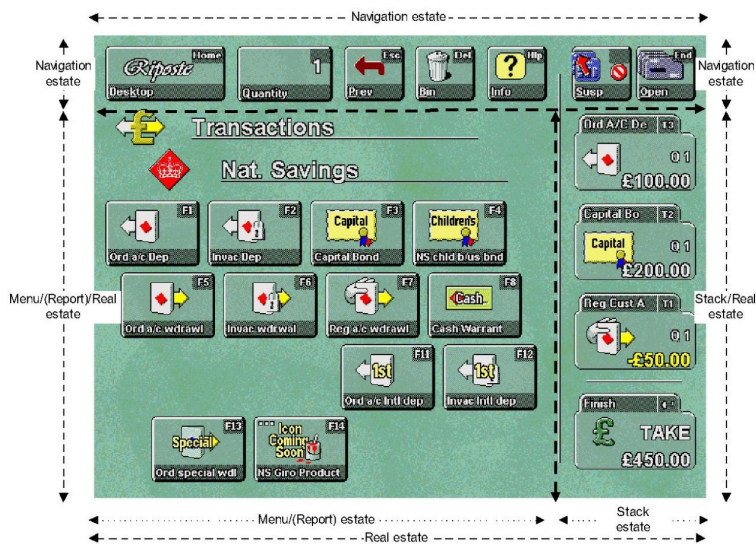 Navigation estate
Navigation
estate
Navigation
estate
Home
Riposte
Desktop
1
Quantity
Esc
Prev
Del
Bin
Hlp
?
Info
Susp
End
Open
£
Transactions
Nat. Savings
F1
Ord a/c Dep
F2
Invac Dep
F3
Capital
Capital Bond
F4
Children's
NS chld b/us bnd
F5
Ord a/c wdrawl
F6
Invac wdrwal
F7
Reg a/c wdrawl
F8
Cash
Cash Warrant
F11
1st
Ord a/c Intl dep
F12
1st
Invac Intl dep
F13
Special
Ord special wdl
F14
Icon
Coming
Soon
NS Giro Product
Ord A/C De T3
Q 1
£100.00
Capital Bo T2
Capital
Q 1
£200.00
Reg Cust A T1
Q 1
-£50.00
Finish
£ TAKE
£450.00
Menu/(Report)/Real
estate
Stack/Real
estate
Menu/(Report) estate
Stack
estate
Real estate